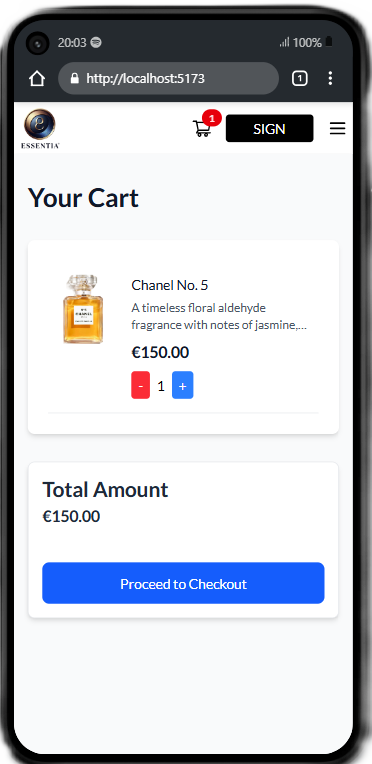 20:03 100%
http://localhost:5173 1
ESSENTIA
1
SIGN
Your Cart
CHANEL
Chanel No. 5
A timeless floral aldehyde
fragrance with notes of jasmine,...
€150.00
- 1 +
Total Amount
€150.00
Proceed to Checkout